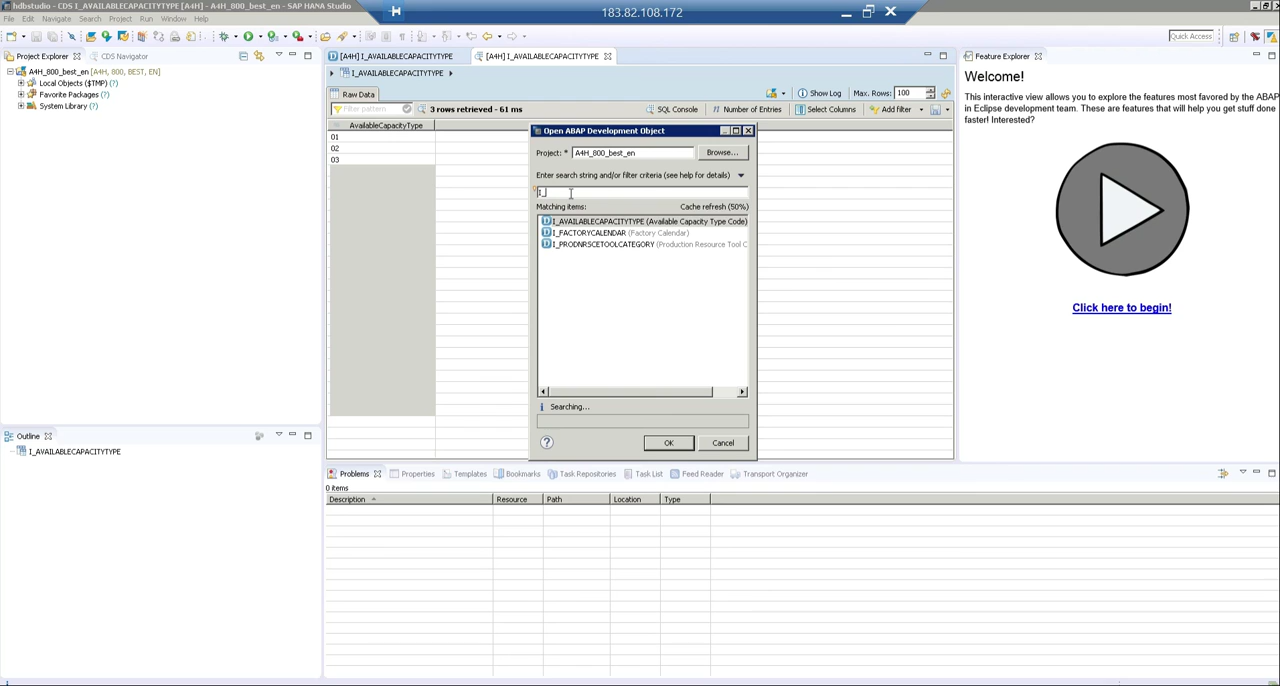 hdbstudio - CDS I_AVAILABLECAPACITYTYPE [A4H] - A4H_800_best_en - SAP HANA Studio
183.82.108.172
File Edit Navigate Search Project Run Window Help
Quick Access
Project Explorer CDS Navigator
[A4H] I_AVAILABLECAPACITYTYPE [A4H] I_AVAILABLECAPACITYTYPE
Feature Explorer
A4H_800_best_en [A4H, 800, BEST, EN]
Local Objects ($TMP) (?)
Favorite Packages (?)
System Library (?)
I_AVAILABLECAPACITYTYPE
Raw Data
Show Log Max. Rows: 100
Filter pattern 3 rows retrieved - 61 ms SQL Console Number of Entries Select Columns Add filter
AvailableCapacityType
01
02
03
Open ABAP Development Object
Project: * A4H_800_best_en Browse...
Enter search string and/or filter criteria (see help for details)
I_
Matching items: Cache refresh (50%)
I_AVAILABLECAPACITYTYPE (Available Capacity Type Code)
I_FACTORYCALENDAR (Factory Calendar)
I_PRODNRSCETOOLCATEGORY (Production Resource Tool C
Searching...
OK Cancel
Welcome!
This interactive view allows you to explore the features most favored by the ABAP
in Eclipse development team. These are features that will help you get stuff done
faster! Interested?
Click here to begin!
Outline
I_AVAILABLECAPACITYTYPE
Problems Properties Templates Bookmarks Task Repositories Task List Feed Reader Transport Organizer
0 items
Description Resource Path Location Type